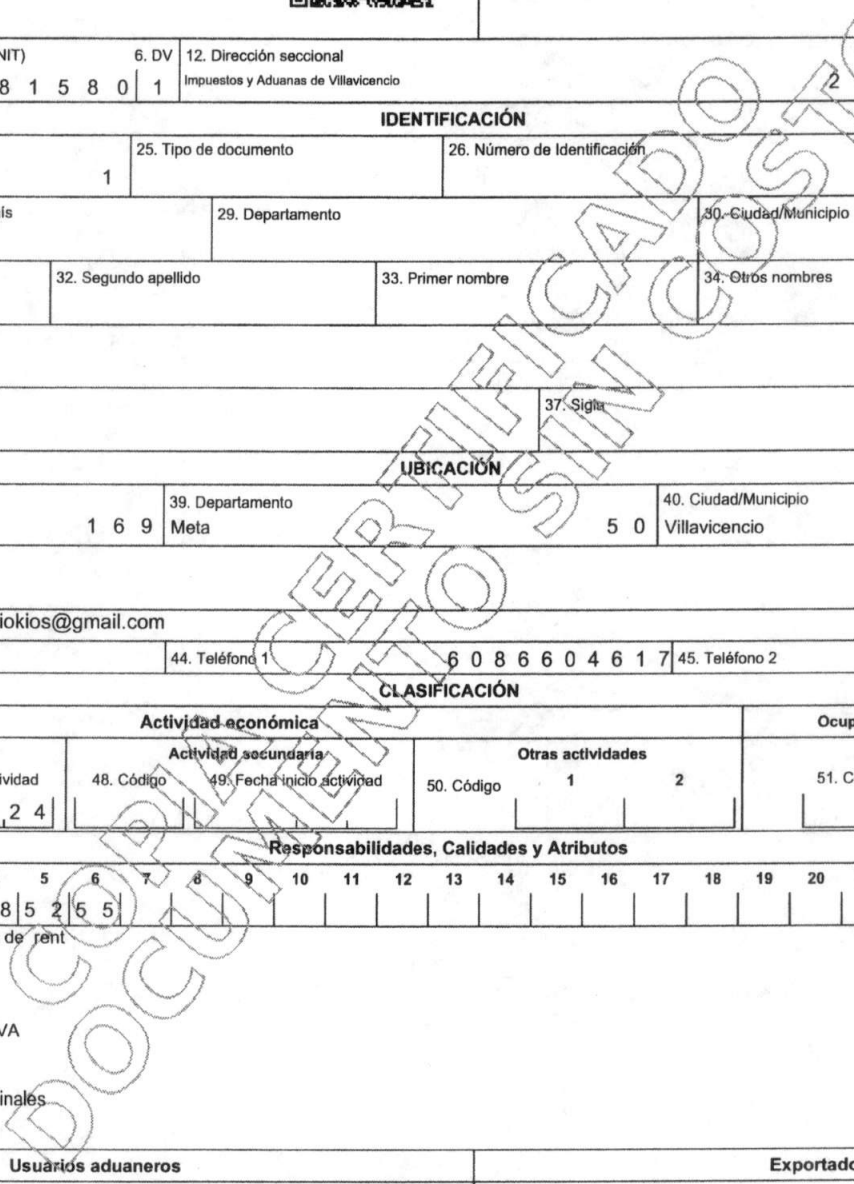 NIT) 6. DV 12. Dirección seccional
8 1 5 8 0 1 Impuestos y Aduanas de Villavicencio 2
IDENTIFICACIÓN
25. Tipo de documento 26. Número de Identificación
1
ís 29. Departamento 30. Ciudad/Municipio
32. Segundo apellido 33. Primer nombre 34. Otros nombres
37. Sigla
UBICACIÓN
39. Departamento 40. Ciudad/Municipio
1 6 9 Meta 5 0 Villavicencio
iokios@gmail.com
44. Teléfono 1 6 0 8 6 6 0 4 6 1 7 45. Teléfono 2
CLASIFICACIÓN
Actividad económica Ocup
Actividad secundaria Otras actividades
ividad 48. Código 49. Fecha inicio actividad 50. Código 1 2 51. C
2 4
Responsabilidades, Calidades y Atributos
5 6 7 8 9 10 11 12 13 14 15 16 17 18 19 20
8 5 2 5 5
de rent
VA
inales
Usuarios aduaneros Exportado
COPIA CERTIFICADO
DOCUMENTO SIN COSTO